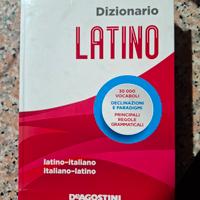 Dizionario
LATINO
30 000
VOCABOLI
DECLINAZIONI
E PARADIGMI
PRINCIPALI
REGOLE
GRAMMATICALI
latino-italiano
italiano-latino
DeAGOSTINI